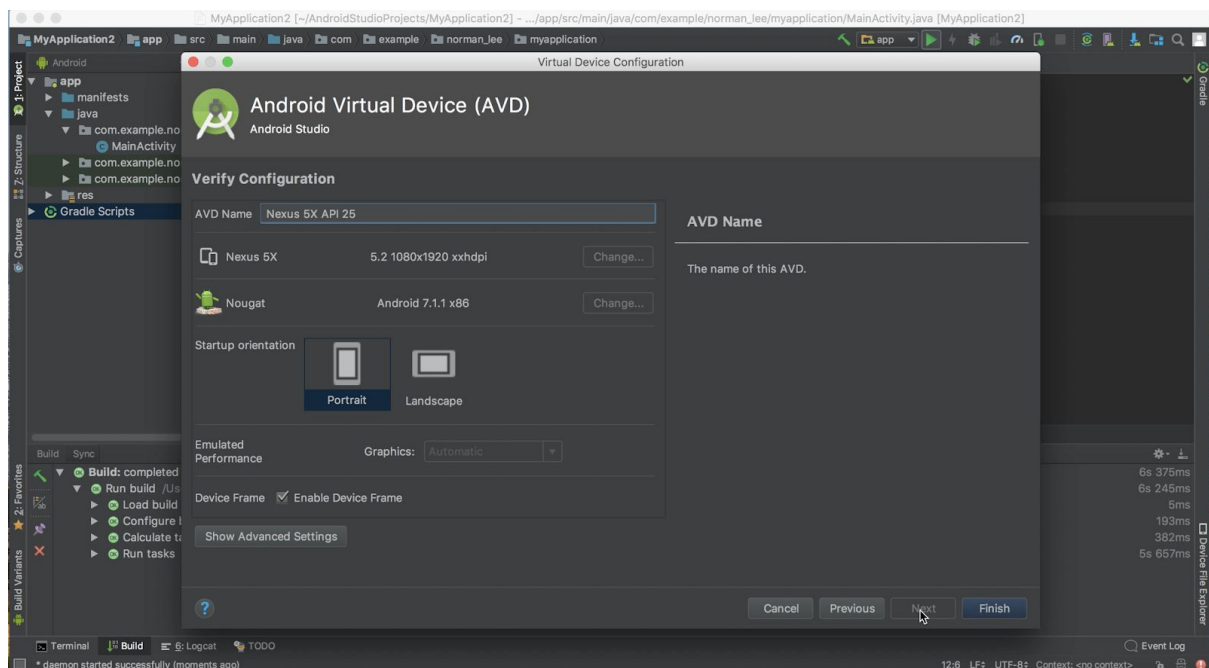 MyApplication2 [~/AndroidStudioProjects/MyApplication2] - .../app/src/main/java/com/example/norman_lee/myapplication/MainActivity.java [MyApplication2]
MyApplication2 app src main java com example norman_lee myapplication app
Android
Virtual Device Configuration
1: Project
Z: Structure
Captures
2: Favorites
Build Variants
Gradle
Device File Explorer
app
manifests
java
com.example.no
MainActivity
com.example.no
com.example.no
res
Gradle Scripts
Android Virtual Device (AVD)
Android Studio
Verify Configuration
AVD Name Nexus 5X API 25
Nexus 5X 5.2 1080x1920 xxhdpi Change...
Nougat Android 7.1.1 x86 Change...
Startup orientation
Portrait Landscape
Emulated
Performance
Graphics: Automatic
Device Frame Enable Device Frame
Show Advanced Settings
AVD Name
The name of this AVD.
? Cancel Previous Next Finish
Build Sync
Build: completed 6s 375ms
Run build /Us 6s 245ms
Load build 5ms
Configure 193ms
Calculate ta 382ms
Run tasks 5s 657ms
Terminal Build 6: Logcat TODO Event Log
* daemon started successfully (moments ago) 12:6 LF UTF-8 Context: <no context>